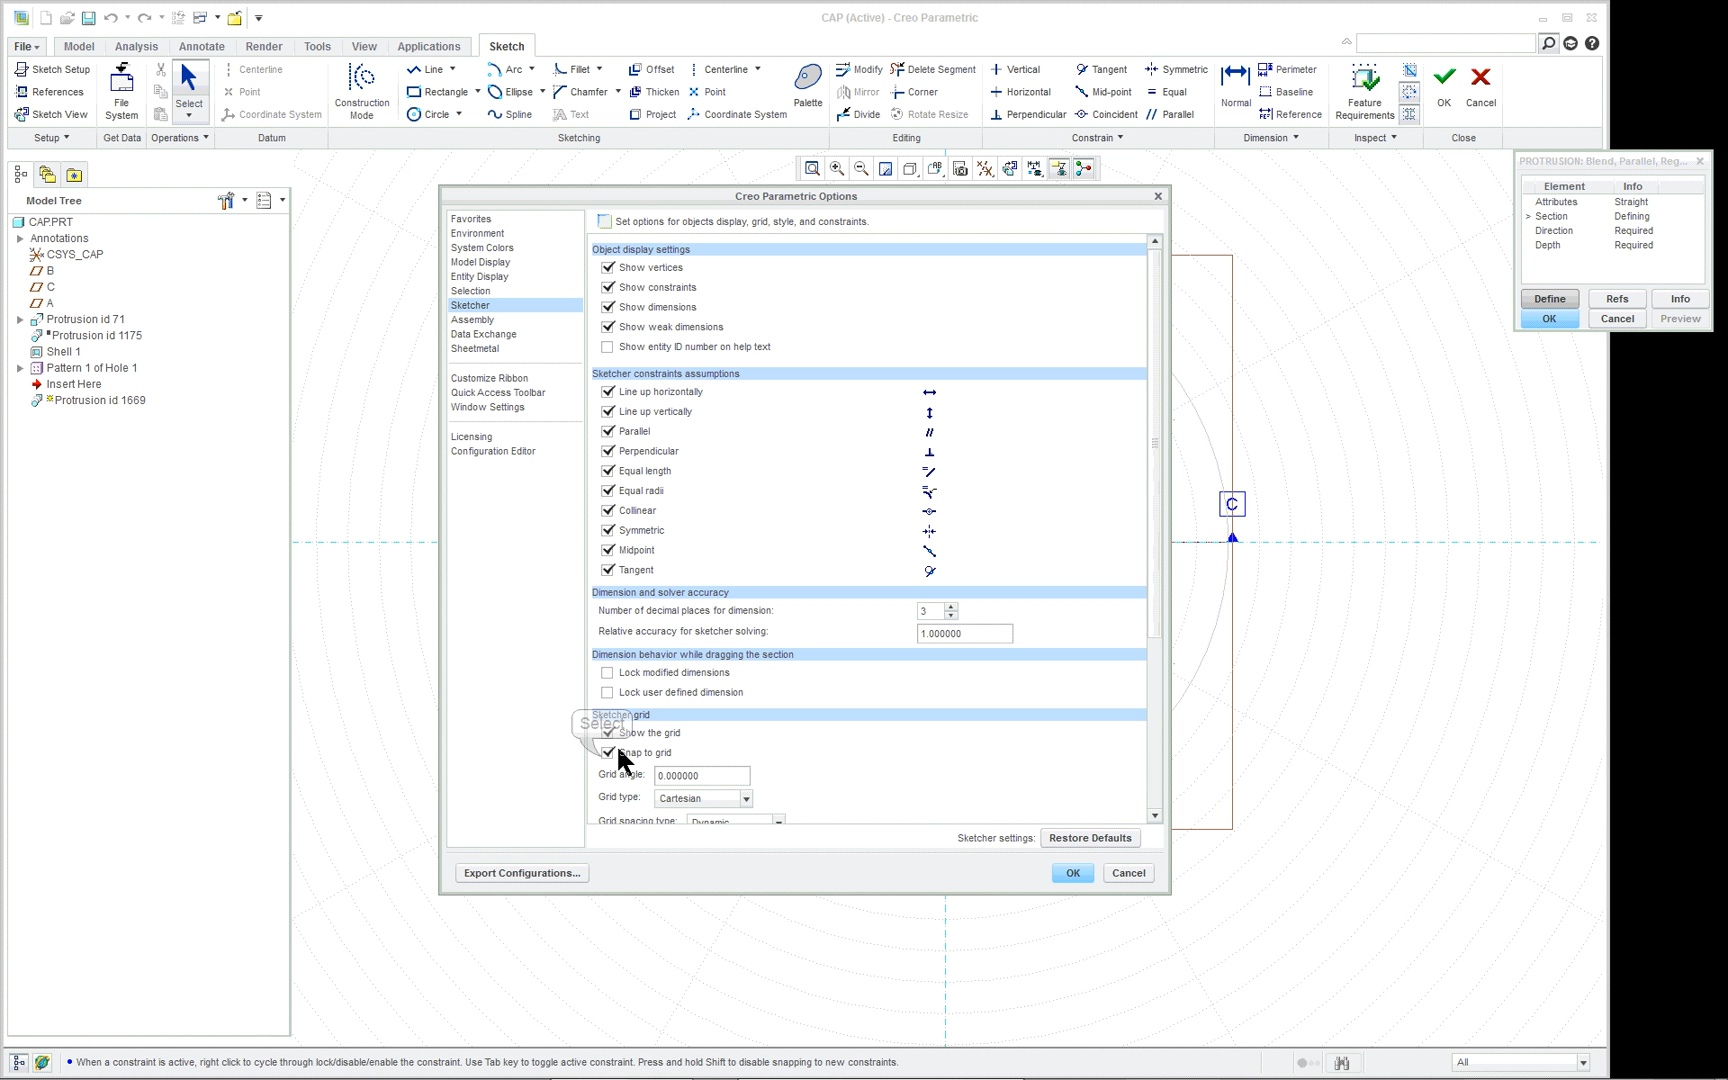 CAP (Active) - Creo Parametric
File
Model
Analysis
Annotate
Render
Tools
View
Applications
Sketch
Sketch Setup
References
Sketch View
File System
Select
Centerline
Point
Coordinate System
Construction Mode
Line
Arc
Fillet
Offset
Centerline
Rectangle
Ellipse
Chamfer
Thicken
Point
Circle
Spline
Text
Project
Coordinate System
Palette
Modify
Delete Segment
Mirror
Corner
Divide
Rotate Resize
Vertical
Tangent
Symmetric
Horizontal
Mid-point
Equal
Perpendicular
Coincident
Parallel
Normal
Perimeter
Baseline
Reference
Feature Requirements
OK
Cancel
Setup
Get Data
Operations
Datum
Sketching
Editing
Constrain
Dimension
Inspect
Close
Model Tree
CAP.PRT
Annotations
CSYS_CAP
B
C
A
Protrusion id 71
Protrusion id 1175
Shell 1
Pattern 1 of Hole 1
Insert Here
Protrusion id 1669
Creo Parametric Options
Favorites
Environment
System Colors
Model Display
Entity Display
Selection
Sketcher
Assembly
Data Exchange
Sheetmetal
Customize Ribbon
Quick Access Toolbar
Window Settings
Licensing
Configuration Editor
Set options for objects display, grid, style, and constraints.
Object display settings
Show vertices
Show constraints
Show dimensions
Show weak dimensions
Show entity ID number on help text
Sketcher constraints assumptions
Line up horizontally
Line up vertically
Parallel
Perpendicular
Equal length
Equal radii
Collinear
Symmetric
Midpoint
Tangent
Dimension and solver accuracy
Number of decimal places for dimension: 3
Relative accuracy for sketcher solving: 1.000000
Dimension behavior while dragging the section
Lock modified dimensions
Lock user defined dimension
Sketcher grid
Select
Show the grid
Snap to grid
Grid angle: 0.000000
Grid type: Cartesian
Grid spacing type: Dynamic
Sketcher settings: Restore Defaults
Export Configurations...
OK
Cancel
C
PROTRUSION: Blend, Parallel, Reg...
Element Info
Attributes Straight
> Section Defining
Direction Required
Depth Required
Define
Refs
Info
OK
Cancel
Preview
When a constraint is active, right click to cycle through lock/disable/enable the constraint. Use Tab key to toggle active constraint. Press and hold Shift to disable snapping to new constraints.
All